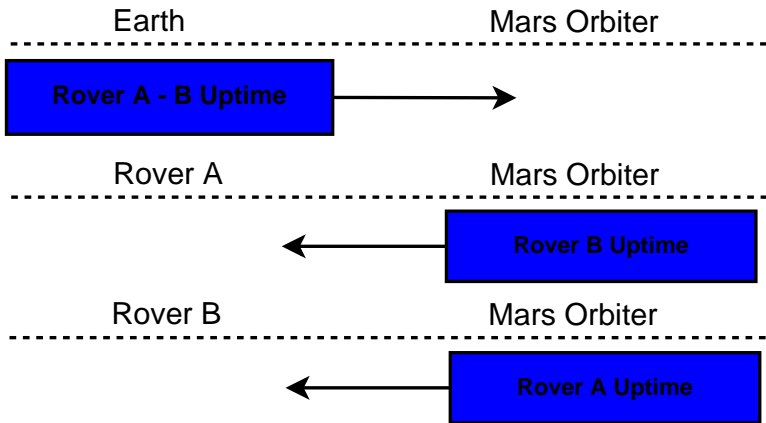 Earth Mars Orbiter
Rover A - B Uptime
Rover A Mars Orbiter
Rover B Uptime
Rover B Mars Orbiter
Rover A Uptime